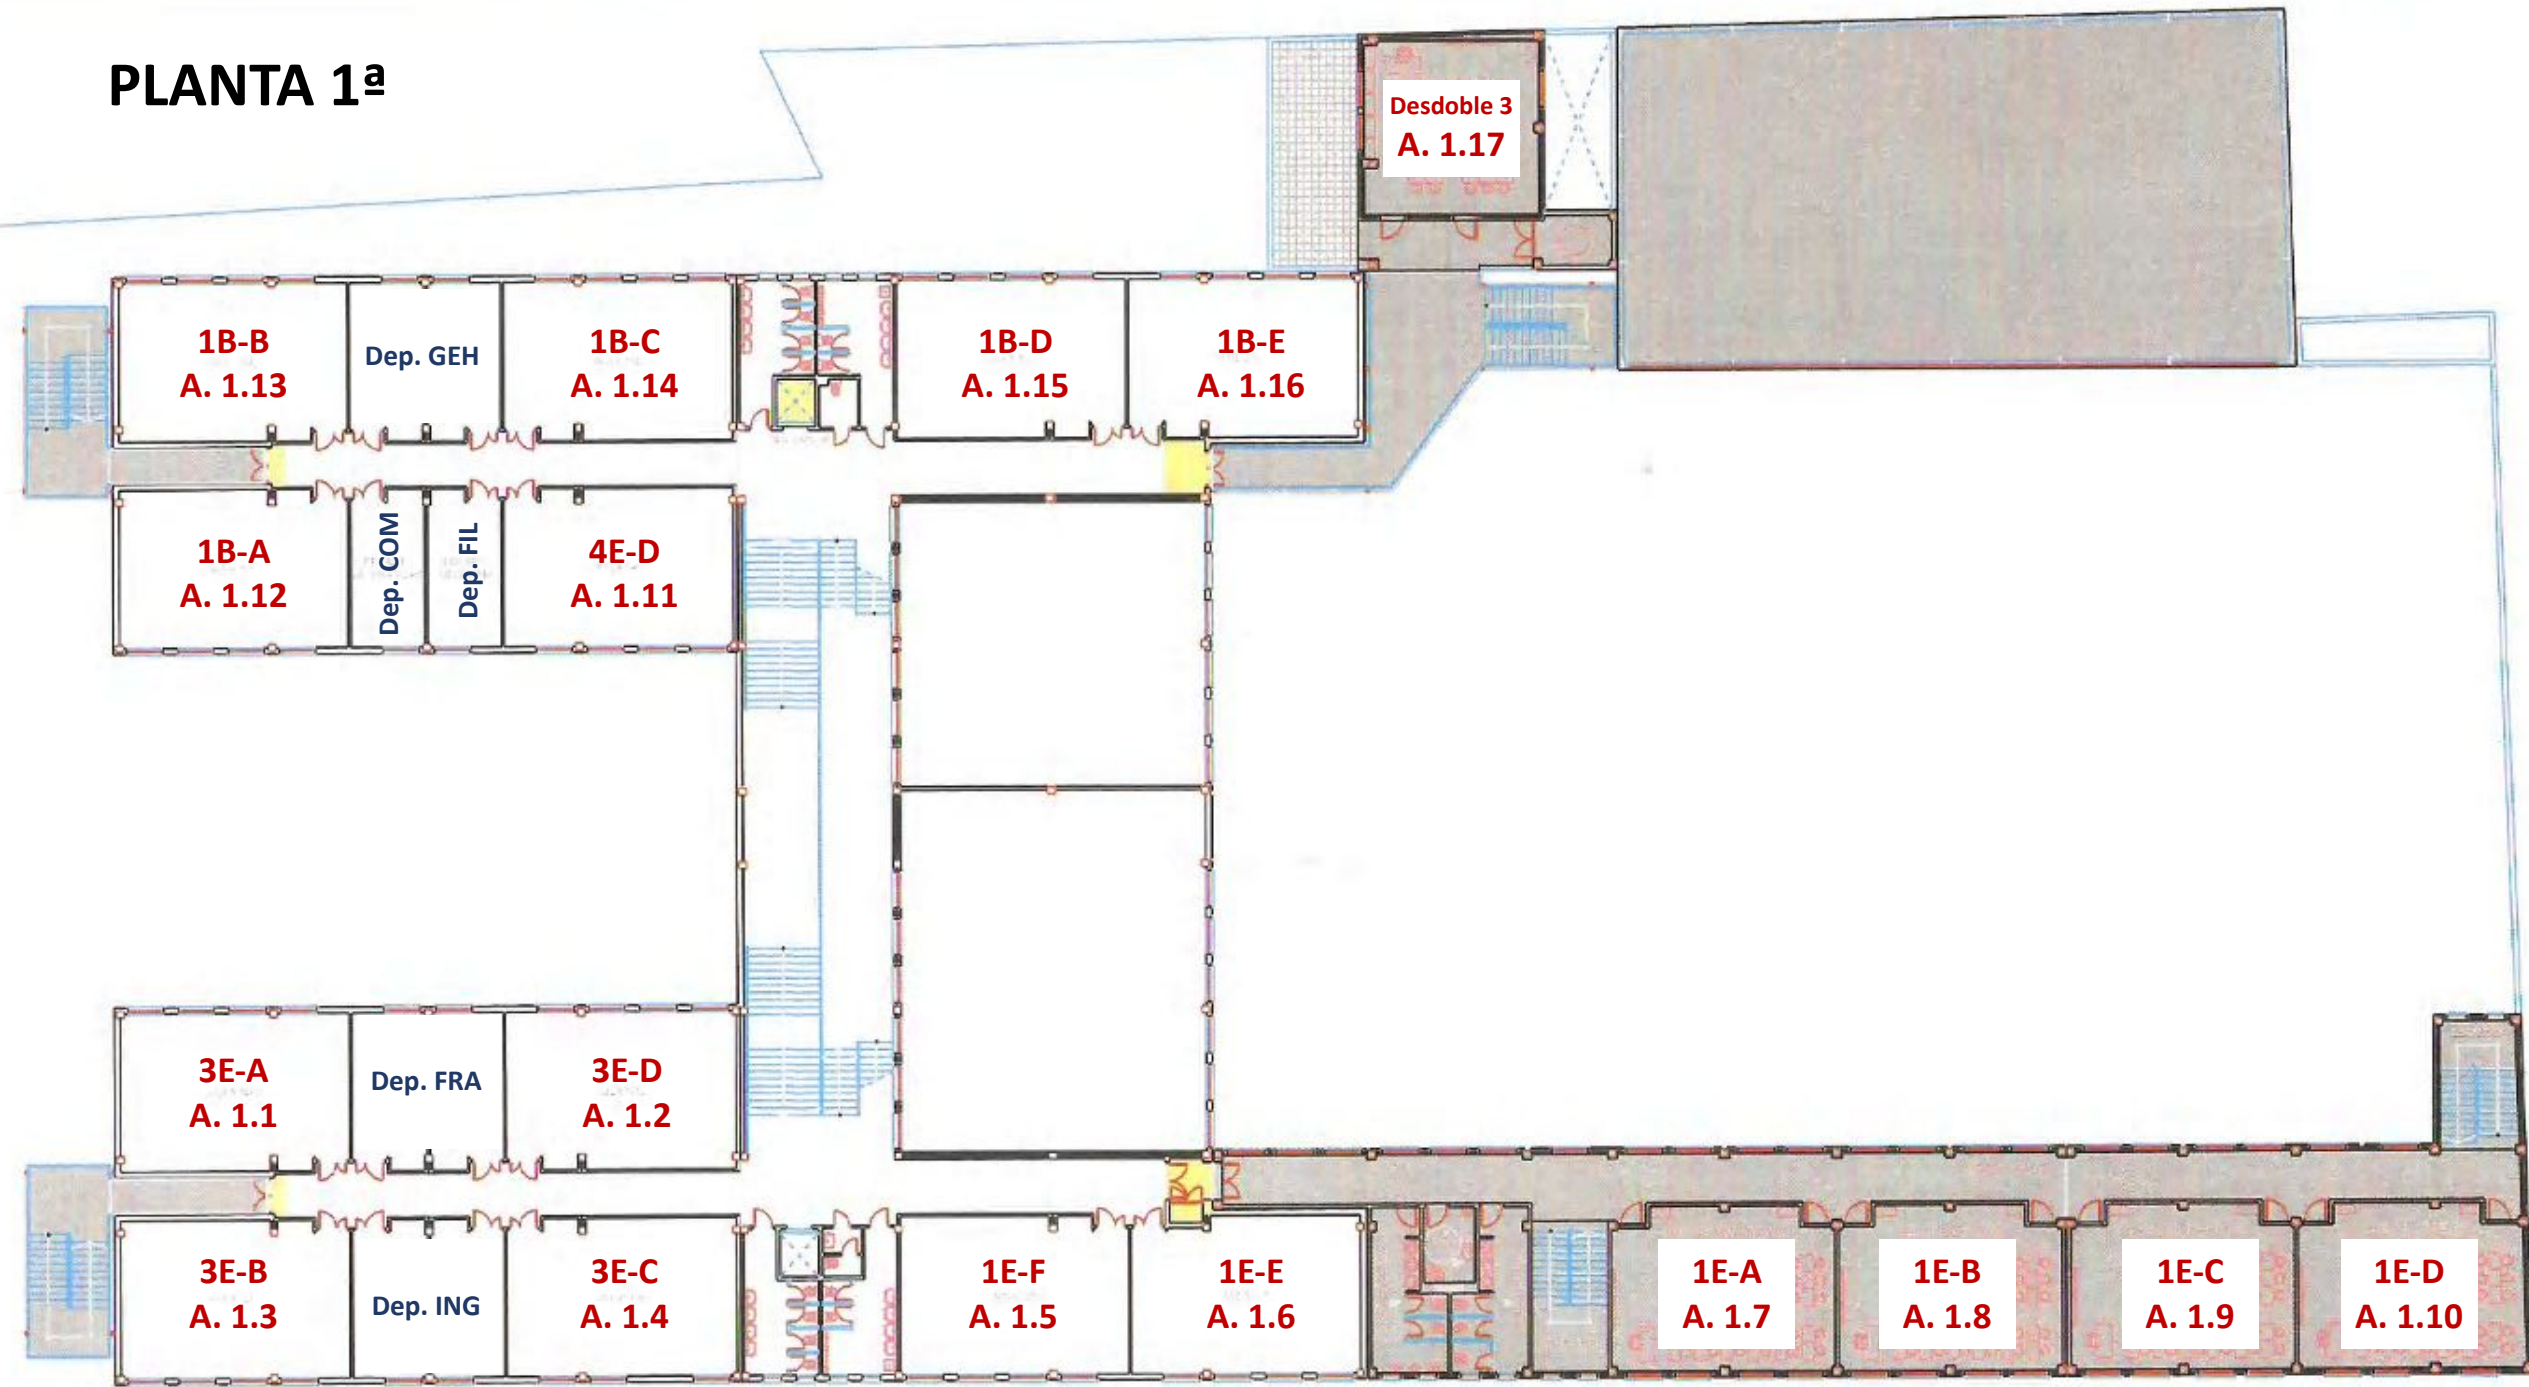 PLANTA 1ª
Desdoble 3
A. 1.17
1B-B
A. 1.13
Dep. GEH
1B-C
A. 1.14
1B-D
A. 1.15
1B-E
A. 1.16
1B-A
A. 1.12
Dep. COM
Dep. FIL
4E-D
A. 1.11
3E-A
A. 1.1
Dep. FRA
3E-D
A. 1.2
3E-B
A. 1.3
Dep. ING
3E-C
A. 1.4
1E-F
A. 1.5
1E-E
A. 1.6
1E-A
A. 1.7
1E-B
A. 1.8
1E-C
A. 1.9
1E-D
A. 1.10